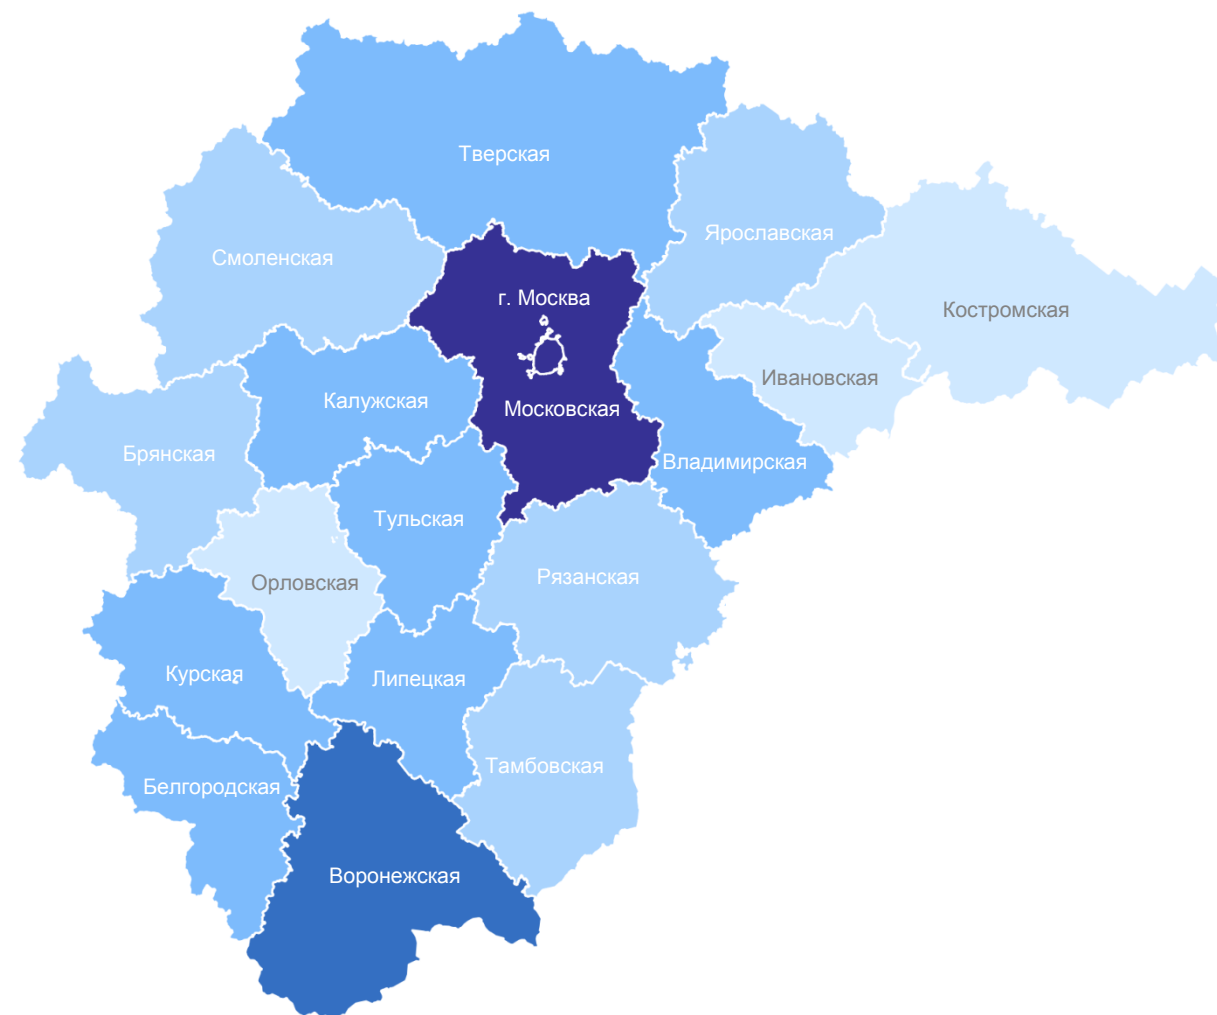 Тверская
Ярославская
Смоленская
г. Москва
Костромская
Ивановская
Калужская
Московская
Брянская
Владимирская
Тульская
Рязанская
Орловская
Курская
Липецкая
Тамбовская
Белгородская
Воронежская